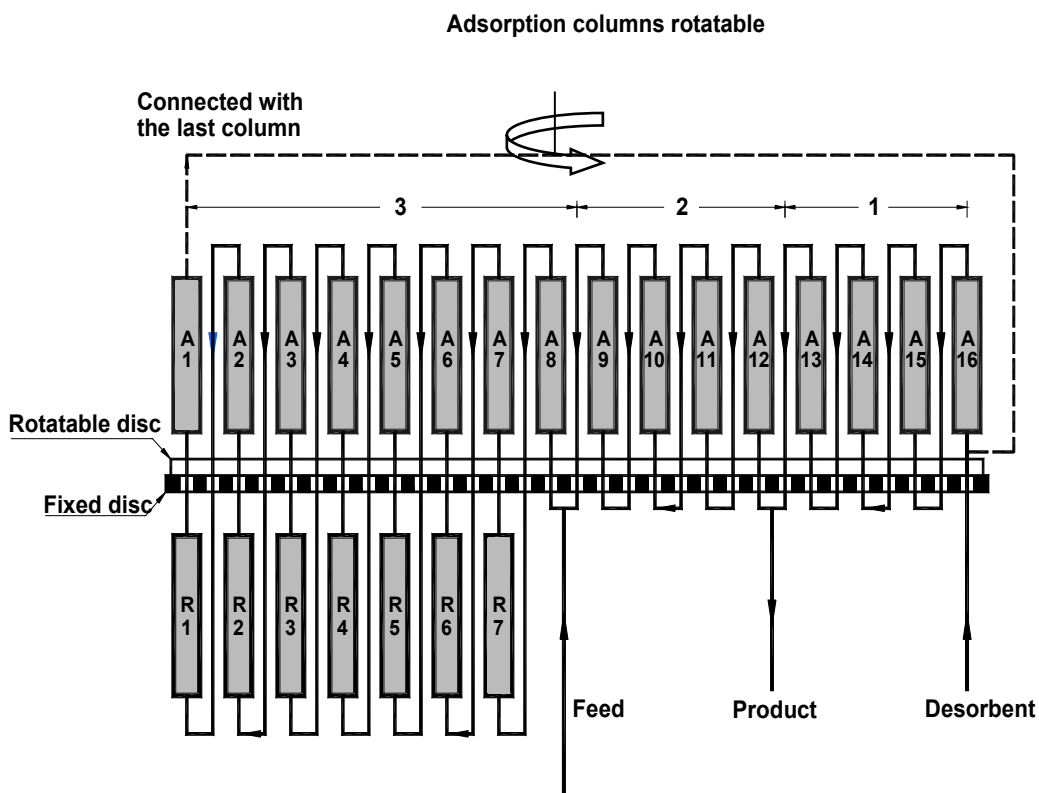 Adsorption columns rotatable
Connected with
the last column
3
2
1
A
1
A
2
A
3
A
4
A
5
A
6
A
7
A
8
A
9
A
10
A
11
A
12
A
13
A
14
A
15
A
16
Rotatable disc
Fixed disc
R
1
R
2
R
3
R
4
R
5
R
6
R
7
Feed
Product
Desorbent